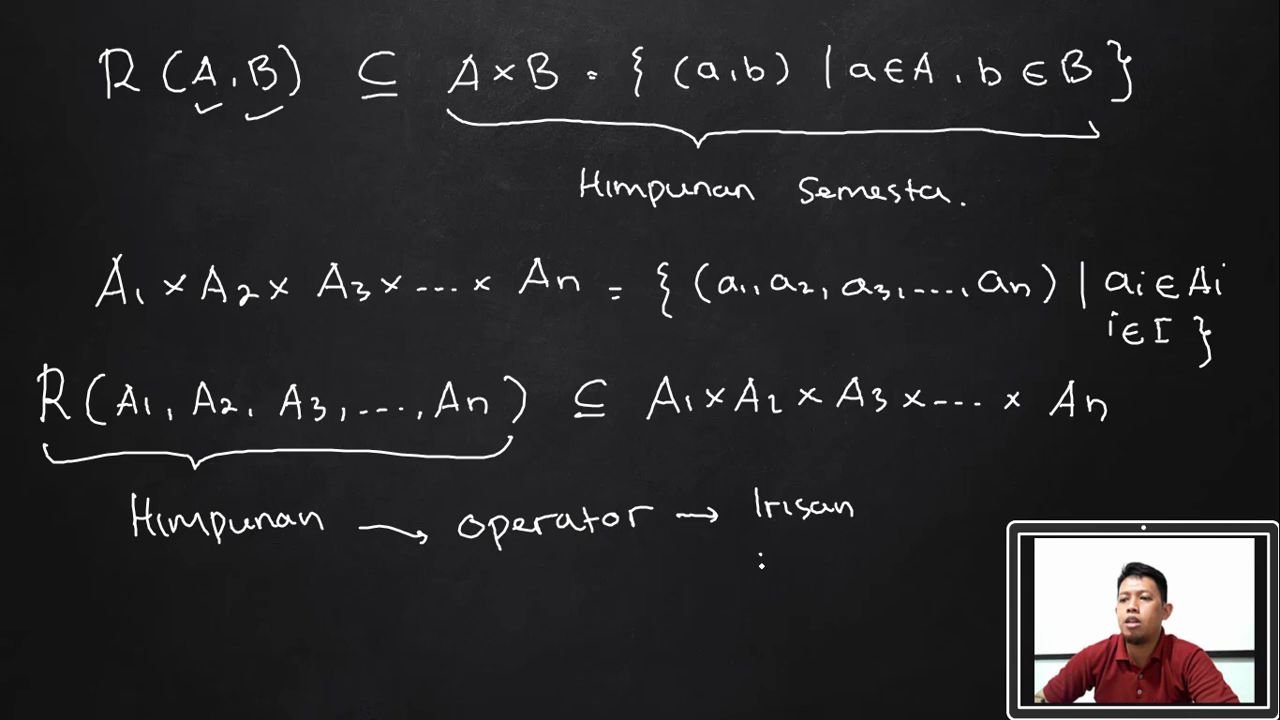 R(A,B) ⊆ A×B = { (a,b) | a∈A, b∈B }
Himpunan Semesta.
A₁ × A₂ × A₃ × ... × An = { (a₁, a₂, a₃, ..., an) | ai ∈ Ai
i ∈ I }
R(A₁, A₂, A₃, ..., An) ⊆ A₁ × A₂ × A₃ × ... × An
Himpunan → operator → Irisan
: